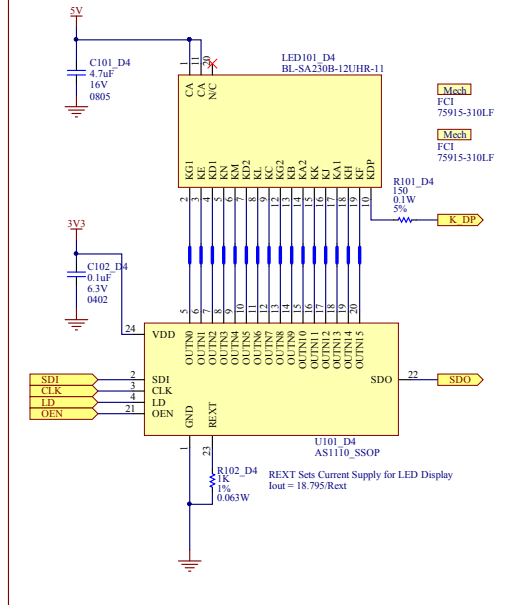 5V
C101_D4
4.7uF
16V
0805
1
11
20
LED101_D4
BL-SA230B-12UHR-11
CA
CA
N/C
Mech
FCI
75915-310LF
Mech
FCI
75915-310LF
KG1
KE
KD1
KN
KM
KD2
KL
KC
KG2
KB
KA2
KK
KJ
KA1
KH
KF
KDP
2
3
4
5
6
7
8
9
12
13
14
15
16
17
18
19
10
R101_D4
150
0.1W
5%
K_DP
3V3
C102_D4
0.1uF
6.3V
0402
5
6
7
8
9
10
11
12
13
14
15
16
17
18
19
20
24
VDD
OUTN0
OUTN1
OUTN2
OUTN3
OUTN4
OUTN5
OUTN6
OUTN7
OUTN8
OUTN9
OUTN10
OUTN11
OUTN12
OUTN13
OUTN14
OUTN15
SDI
2
SDI
SDO
22
SDO
CLK
3
CLK
LD
4
LD
OEN
21
OEN
GND
REXT
1
23
U101_D4
AS1110_SSOP
R102_D4
1K
1%
0.063W
REXT Sets Current Supply for LED Display
Iout = 18.795/Rext